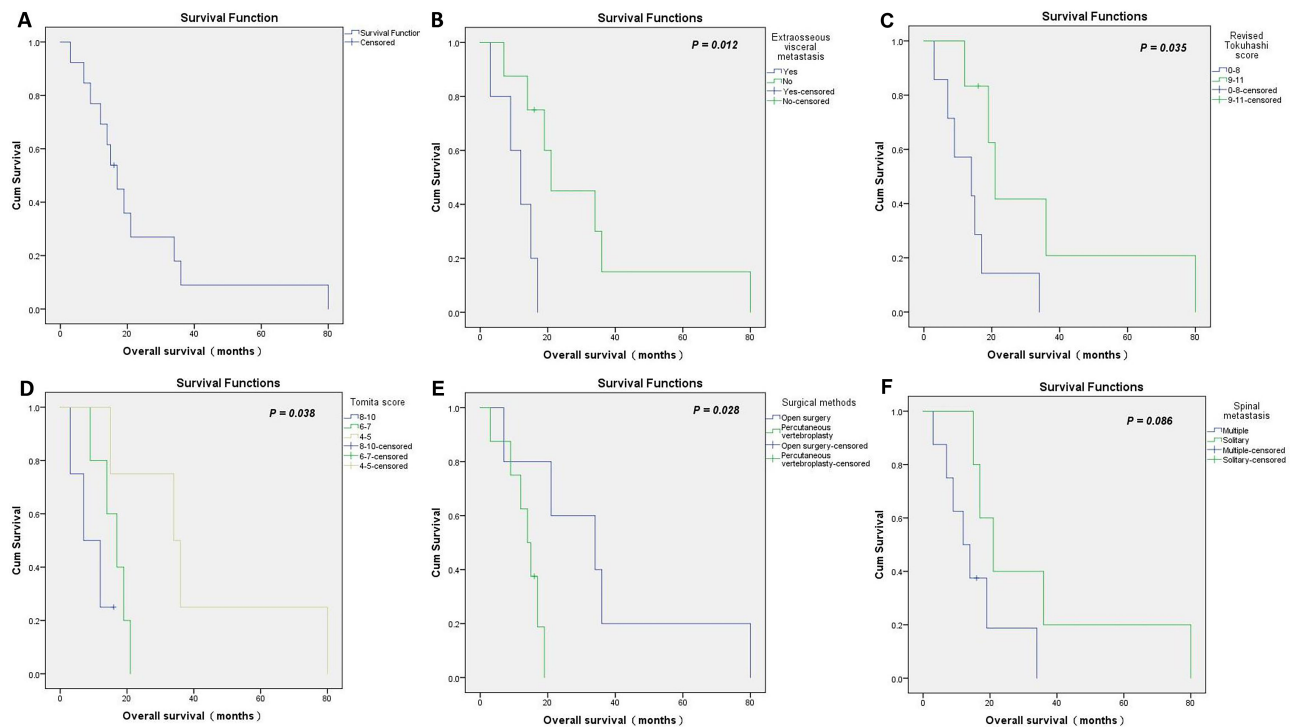 A
Survival Function
Survival Function
Censored
1.0
0.8
0.6
0.4
0.2
0.0
Cum Survival
0
20
40
60
80
Overall survival（months）
B
Survival Functions
P = 0.012
Extraosseous
visceral
metastasis
Yes
No
Yes-censored
No-censored
1.0
0.8
0.6
0.4
0.2
0.0
Cum Survival
0
20
40
60
80
Overall survival（months）
C
Survival Functions
P = 0.035
Revised
Tokuhashi
score
0-8
9-11
0-8-censored
9-11-censored
1.0
0.8
0.6
0.4
0.2
0.0
Cum Survival
0
20
40
60
80
Overall survival（months）
D
Survival Functions
P = 0.038
Tomita score
8-10
6-7
4-5
8-10-censored
6-7-censored
4-5-censored
1.0
0.8
0.6
0.4
0.2
0.0
Cum Survival
0
20
40
60
80
Overall survival（months）
E
Survival Functions
P = 0.028
Surgical methods
Open surgery
Percutaneous
vertebroplasty
Open surgery-censored
Percutaneous
vertebroplasty-censored
1.0
0.8
0.6
0.4
0.2
0.0
Cum Survival
0
20
40
60
80
Overall survival（months）
F
Survival Functions
P = 0.086
Spinal
metastasis
Multiple
Solitary
Multiple-censored
Solitary-censored
1.0
0.8
0.6
0.4
0.2
0.0
Cum Survival
0
20
40
60
80
Overall survival（months）